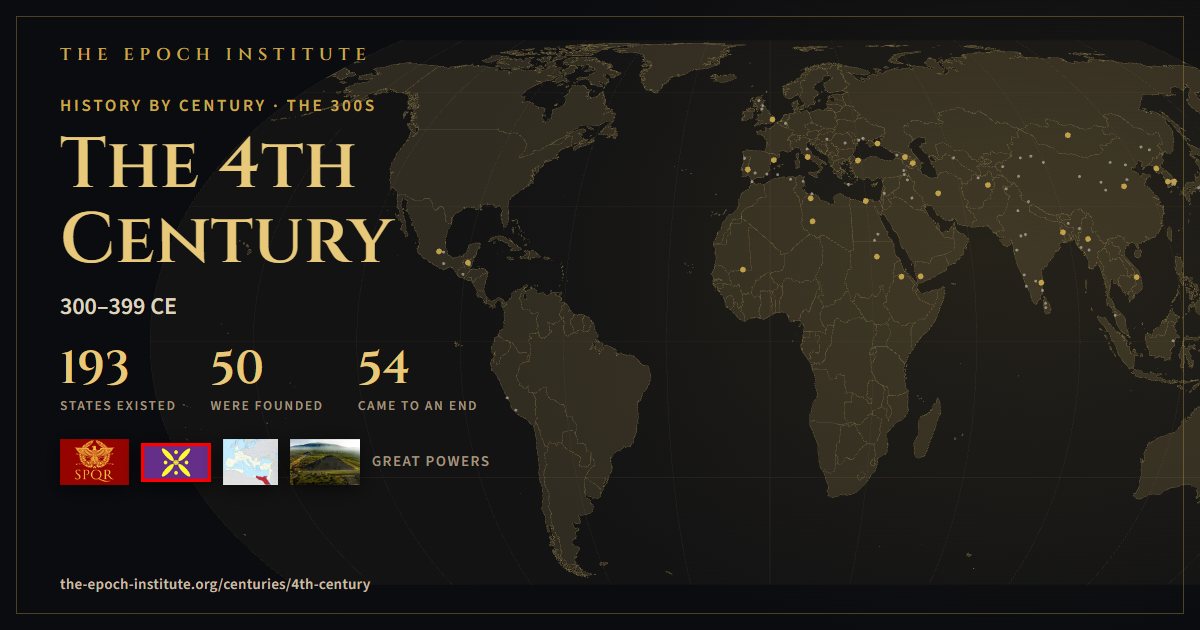 THE EPOCH INSTITUTE
HISTORY BY CENTURY · THE 300S
THE 4TH
CENTURY
300–399 CE
193 50 54
STATES EXISTED · WERE FOUNDED CAME TO AN END
SPQR
GREAT POWERS
the-epoch-institute.org/centuries/4th-century